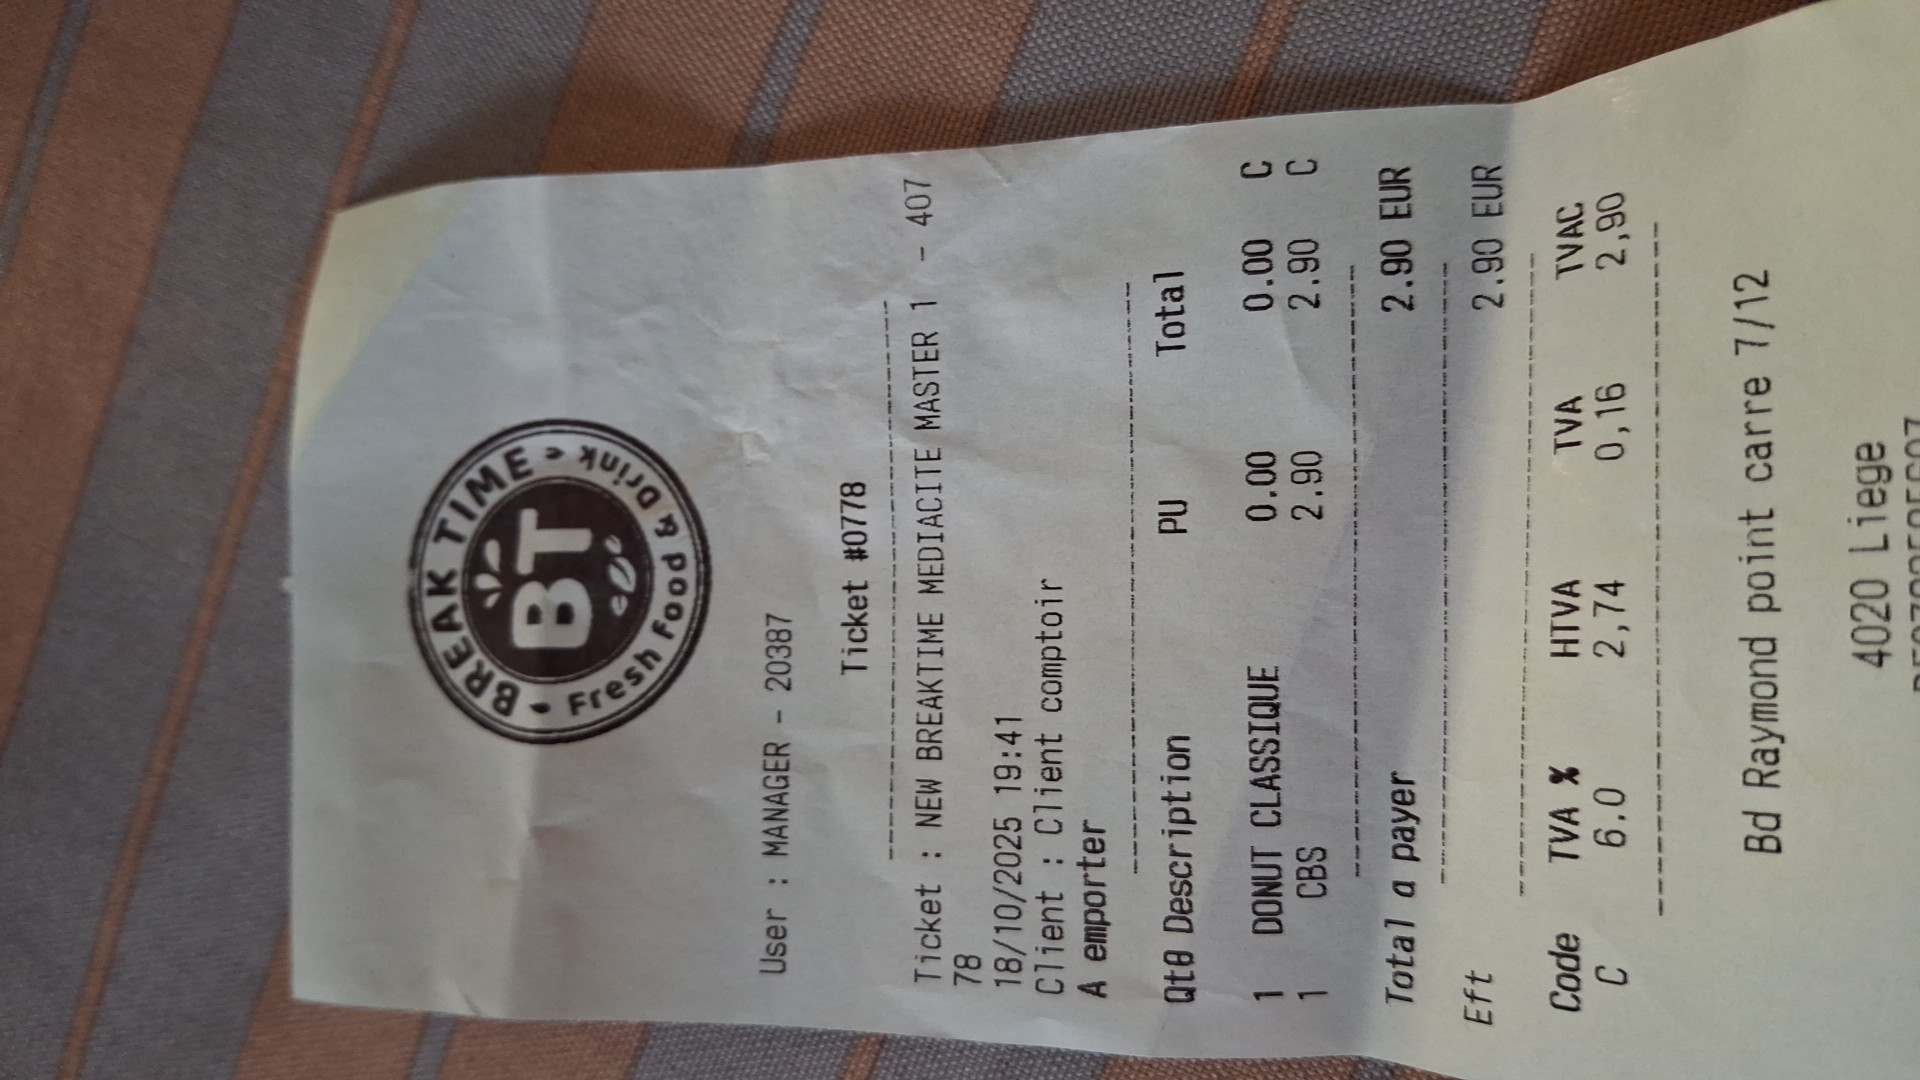 BREAK TIME
BT
Fresh Food & Drink
User : MANAGER - 20387
Ticket #0778
Ticket : NEW BREAKTIME MEDIACITE MASTER 1 - 407
78
18/10/2025 19:41
Client : Client comptoir
A emporter
Qté Description PU Total
1 DONUT CLASSIQUE 0.00 0.00 C
1 CBS 2.90 2.90 C
Total a payer 2.90 EUR
Eft 2.90 EUR
Code TVA % HTVA TVA TVAC
C 6.0 2,74 0,16 2,90
Bd Raymond point carre 7/12
4020 Liege